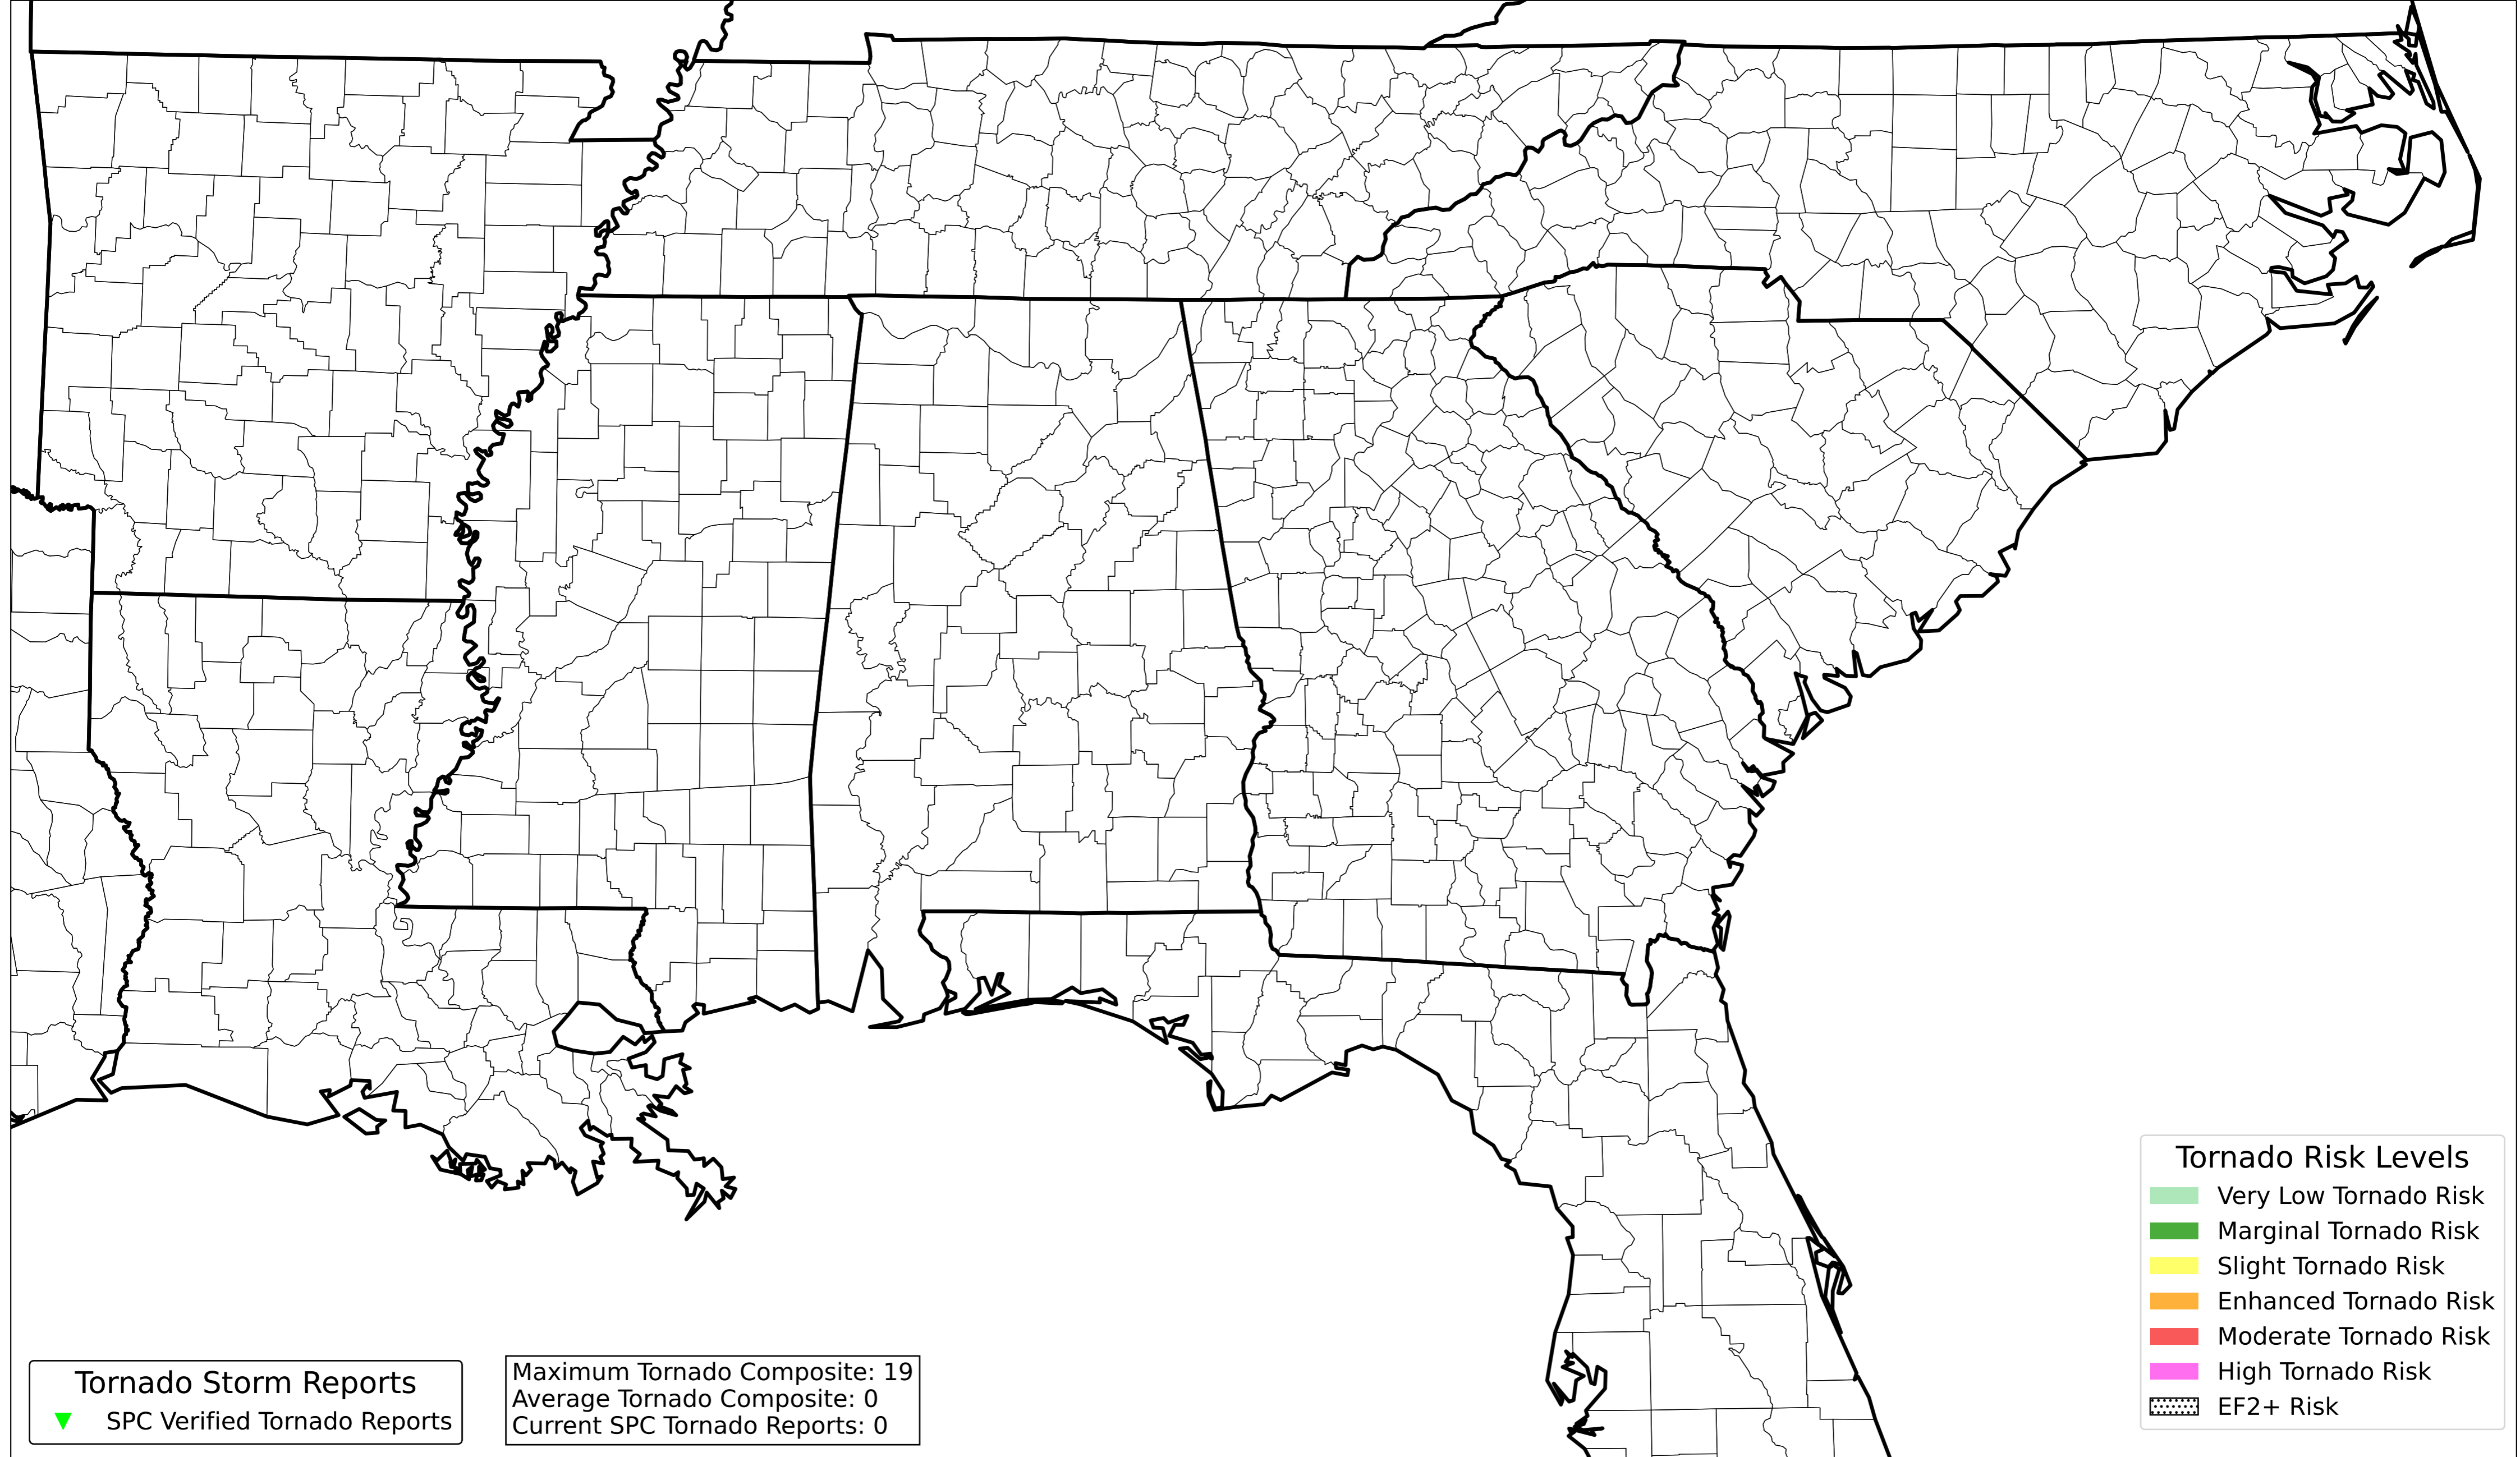 Tornado Risk Levels
Very Low Tornado Risk
Marginal Tornado Risk
Slight Tornado Risk
Enhanced Tornado Risk
Moderate Tornado Risk
High Tornado Risk
EF2+ Risk
Tornado Storm Reports
SPC Verified Tornado Reports
Maximum Tornado Composite: 19
Average Tornado Composite: 0
Current SPC Tornado Reports: 0